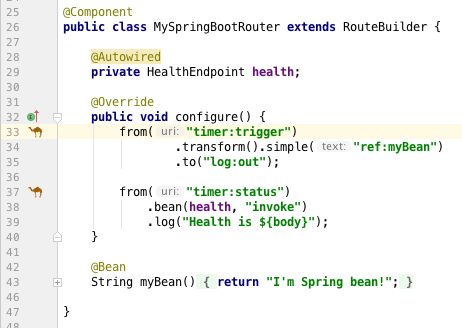 24
25 @Component
26 public class MySpringBootRouter extends RouteBuilder {
27
28 @Autowired
29 private HealthEndpoint health;
30
31 @Override
32 public void configure() {
33 from( uri: "timer:trigger")
34 .transform().simple( text: "ref:myBean")
35 .to("log:out");
36
37 from( uri: "timer:status")
38 .bean(health, "invoke")
39 .log("Health is ${body}");
40 }
41
42 @Bean
43 String myBean() { return "I'm Spring bean!"; }
46
47 }
48